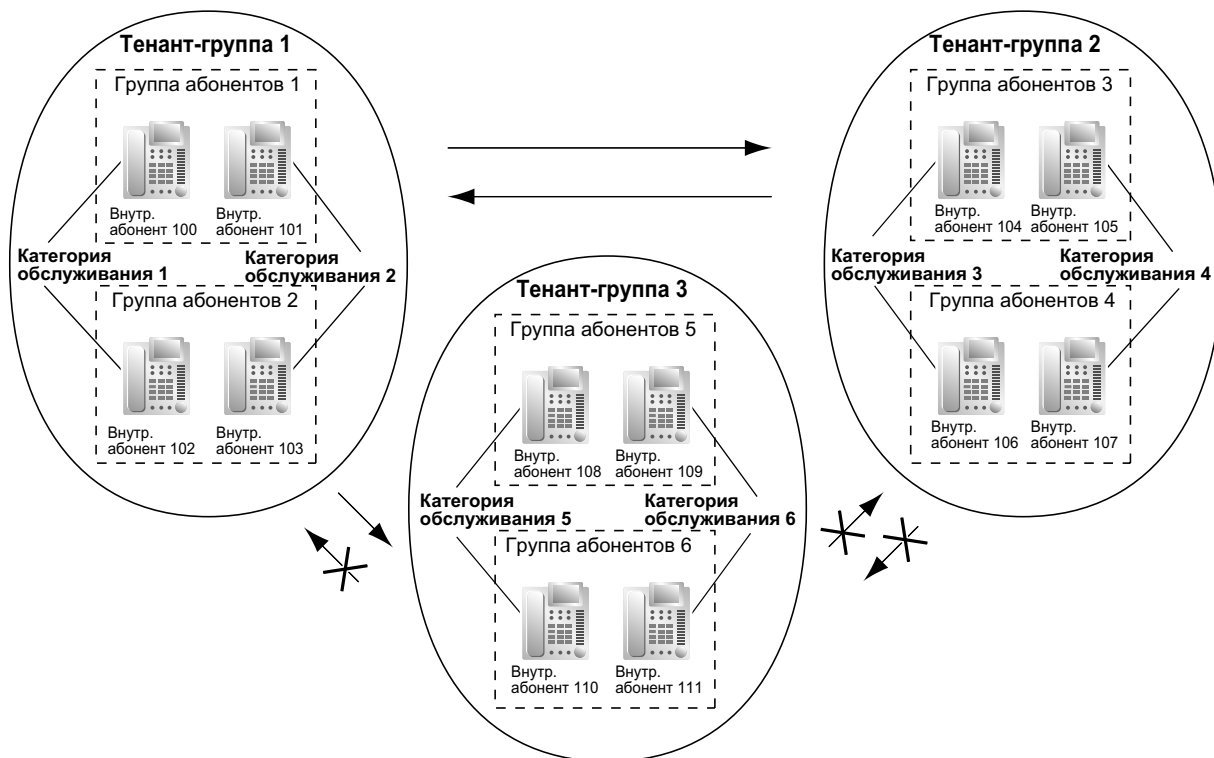 Тенант-группа 1
Группа абонентов 1
Внутр.
абонент 100
Внутр.
абонент 101
Категория
обслуживания 1
Категория
обслуживания 2
Группа абонентов 2
Внутр.
абонент 102
Внутр.
абонент 103
Тенант-группа 2
Группа абонентов 3
Внутр.
абонент 104
Внутр.
абонент 105
Категория
обслуживания 3
Категория
обслуживания 4
Группа абонентов 4
Внутр.
абонент 106
Внутр.
абонент 107
Тенант-группа 3
Группа абонентов 5
Внутр.
абонент 108
Внутр.
абонент 109
Категория
обслуживания 5
Категория
обслуживания 6
Группа абонентов 6
Внутр.
абонент 110
Внутр.
абонент 111